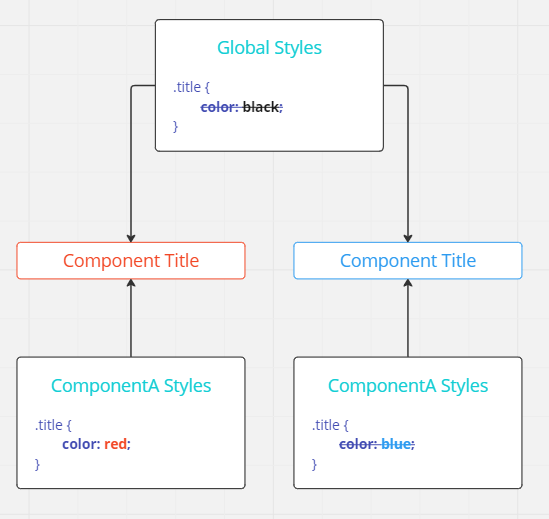 Global Styles
.title {
color: black;
}
Component Title
Component Title
ComponentA Styles
.title {
color: red;
}
ComponentA Styles
.title {
color: blue;
}